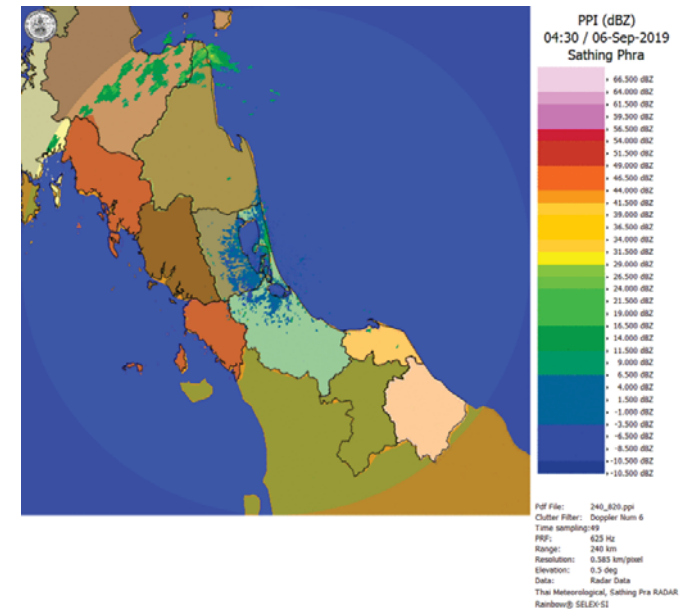 PPI (dBZ)
04:30 / 06-Sep-2019
Sathing Phra
66.500 dBZ
64.000 dBZ
61.500 dBZ
59.500 dBZ
56.500 dBZ
54.000 dBZ
51.500 dBZ
49.000 dBZ
46.500 dBZ
44.000 dBZ
41.500 dBZ
39.000 dBZ
36.500 dBZ
34.000 dBZ
31.500 dBZ
29.000 dBZ
26.500 dBZ
24.000 dBZ
21.500 dBZ
19.000 dBZ
16.500 dBZ
14.000 dBZ
11.500 dBZ
9.000 dBZ
6.500 dBZ
4.000 dBZ
1.500 dBZ
-1.000 dBZ
-3.500 dBZ
-6.500 dBZ
-8.500 dBZ
-10.500 dBZ
-10.500 dBZ
Pdf File: 240_820.ppi
Clutter Filter: Doppler Num 6
Time sampling:49
PRF: 625 Hz
Range: 240 km
Resolution: 0.585 km/pixel
Elevation: 0.5 deg
Data: Radar Data
Thai Meteorological, Sathing Pra RADAR
Rainbow® SELEX-SI